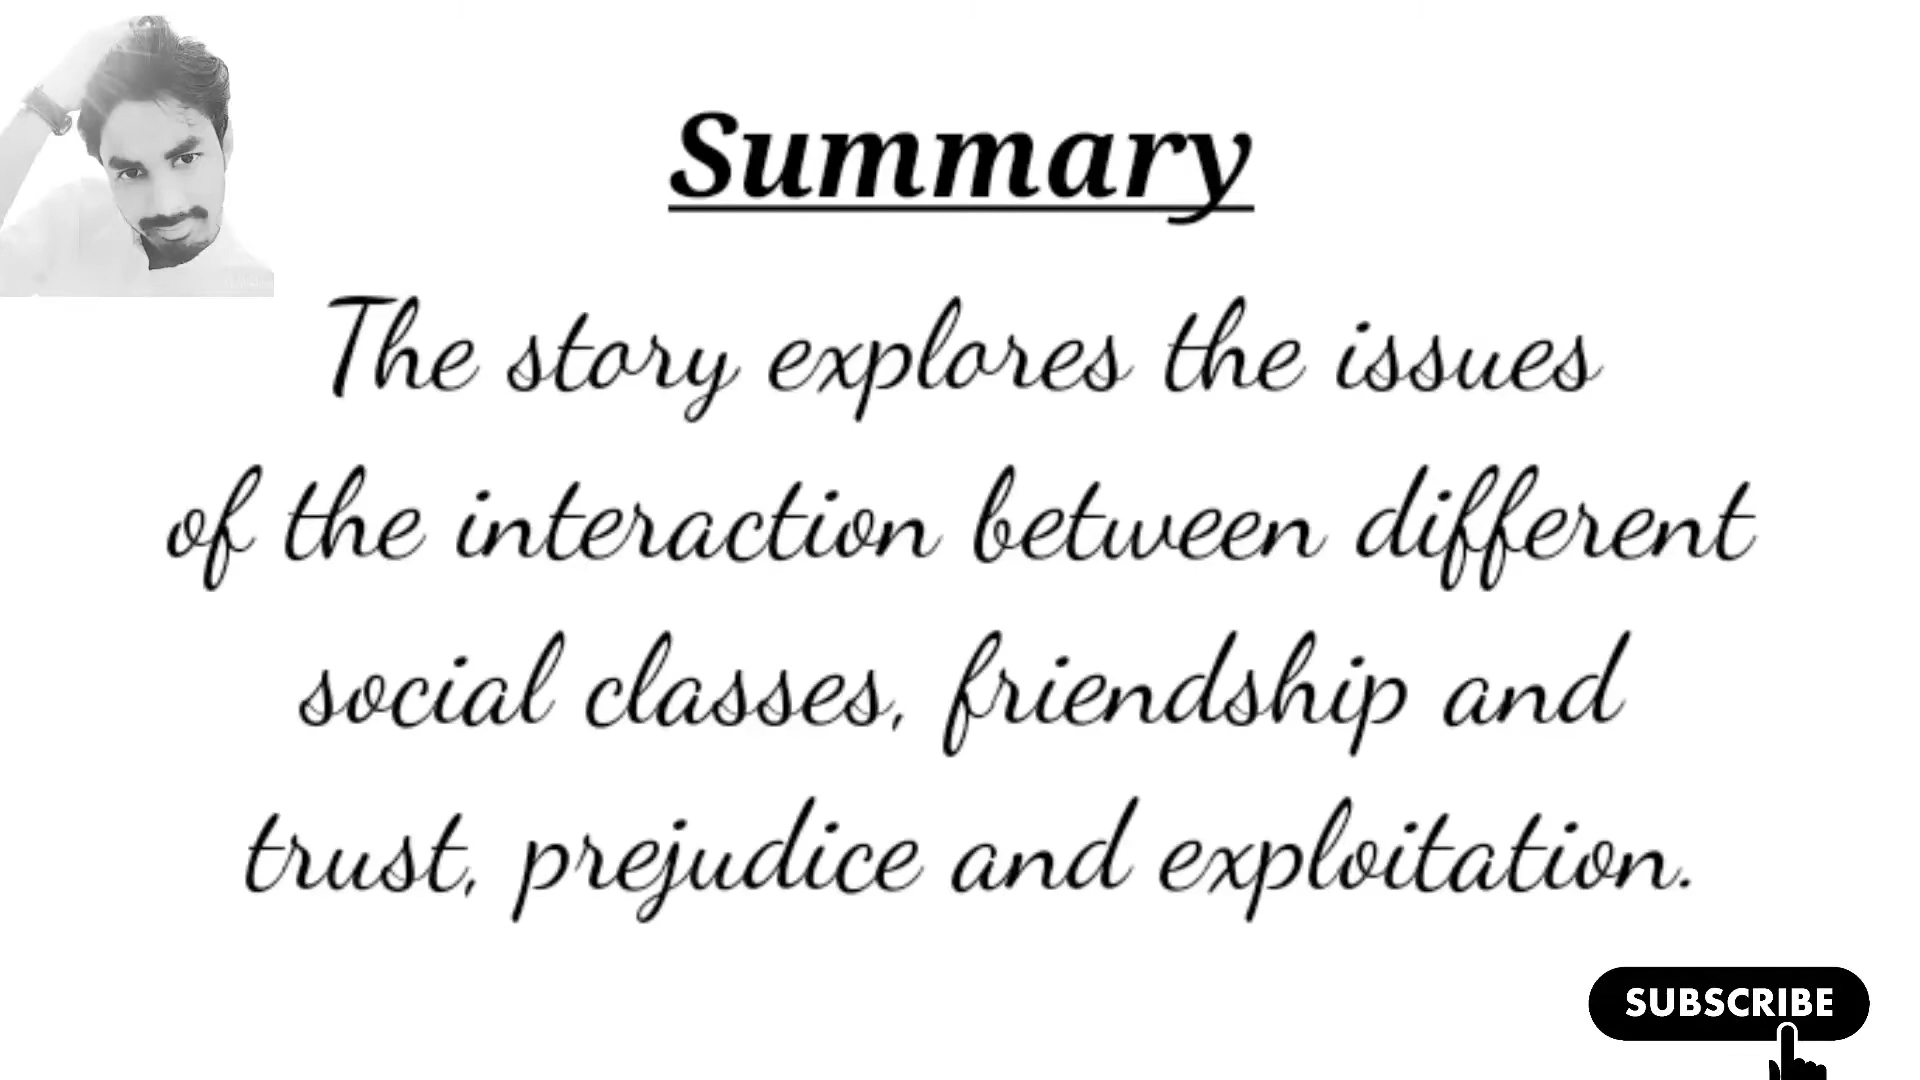 Summary
The story explores the issues
of the interaction between different
social classes, friendship and
trust, prejudice and exploitation.
SUBSCRIBE